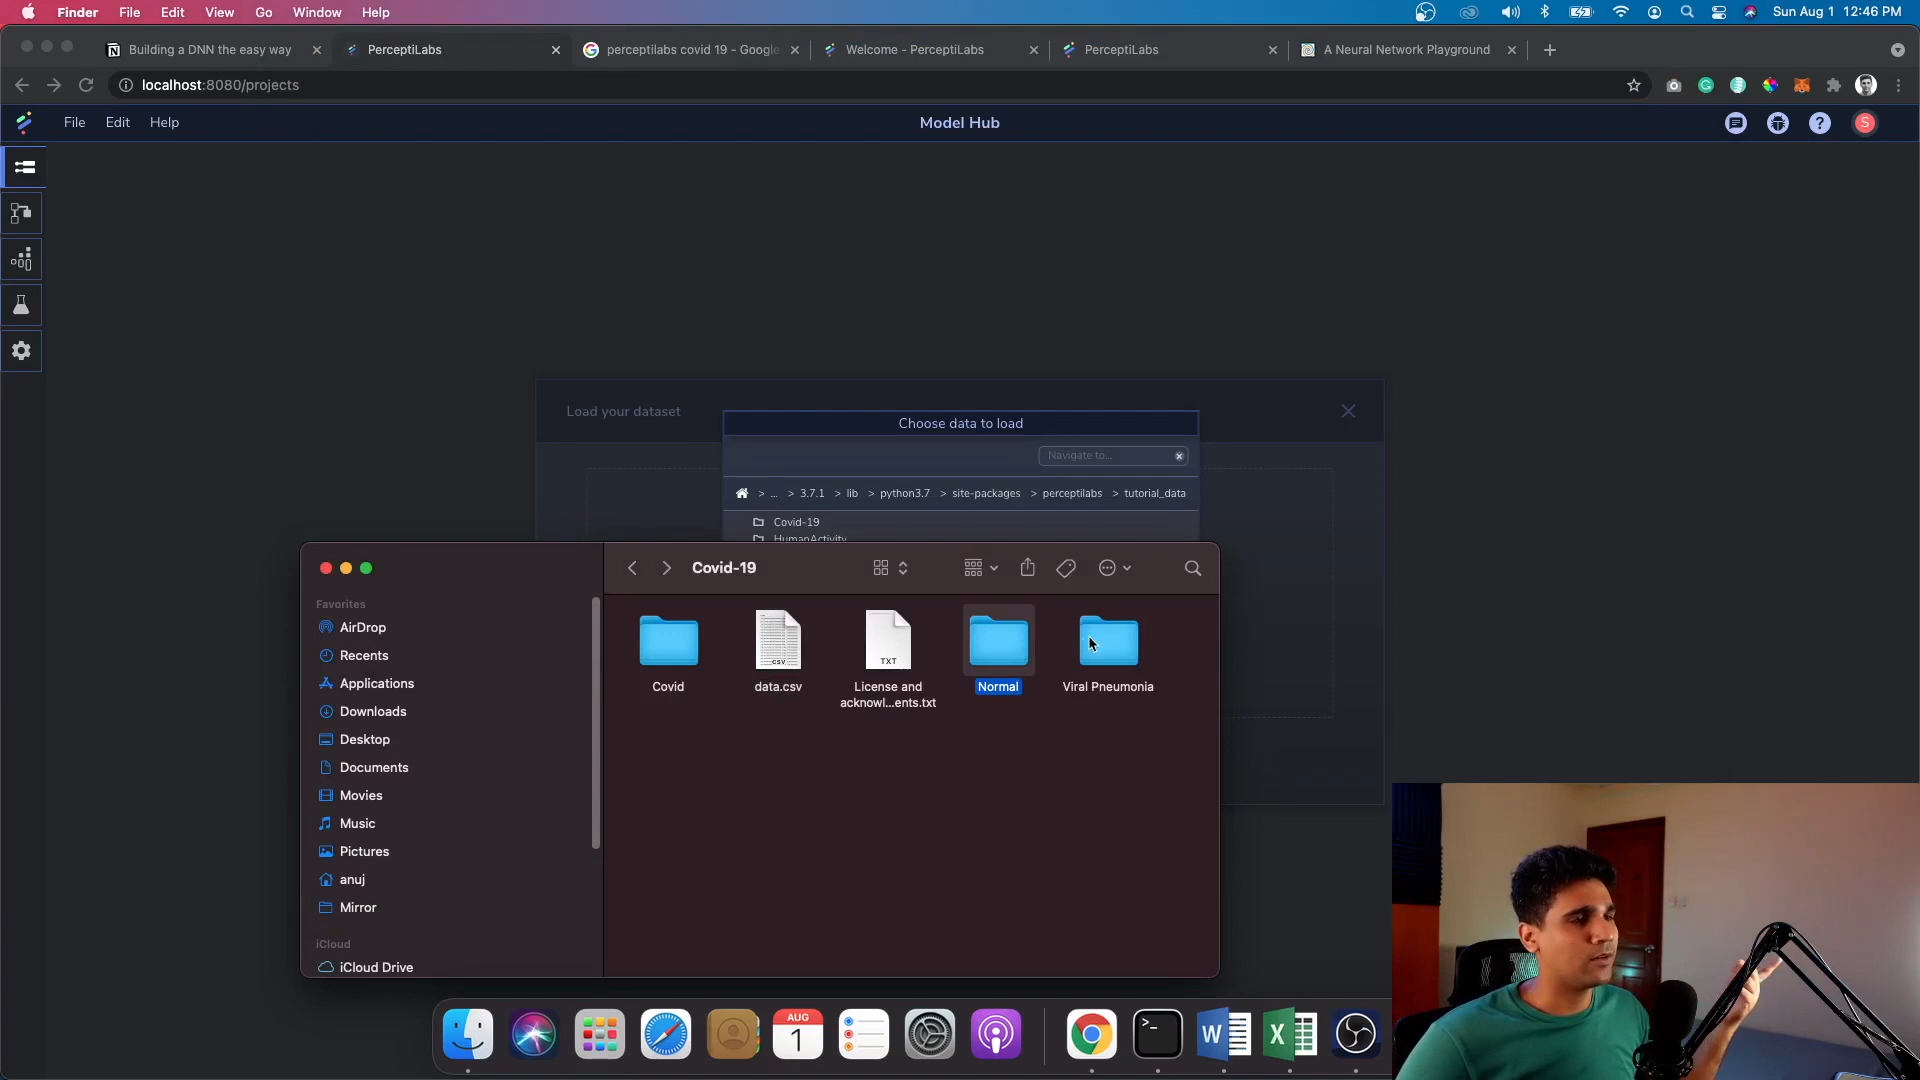 Finder File Edit View Go Window Help
Sun Aug 1 12:46 PM
Building a DNN the easy way
PerceptiLabs
perceptilabs covid 19 - Google
Welcome - PerceptiLabs
PerceptiLabs
A Neural Network Playground
localhost:8080/projects
File Edit Help
Model Hub
S
Load your dataset
Choose data to load
Navigate to...
> ... > 3.7.1 > lib > python3.7 > site-packages > perceptilabs > tutorial_data
Covid-19
HumanActivity
Covid-19
Favorites
AirDrop
Recents
Applications
Downloads
Desktop
Documents
Movies
Music
Pictures
anuj
Mirror
iCloud
iCloud Drive
CSV
TXT
Covid
data.csv
License and
acknowl...ents.txt
Normal
Viral Pneumonia
AUG
1